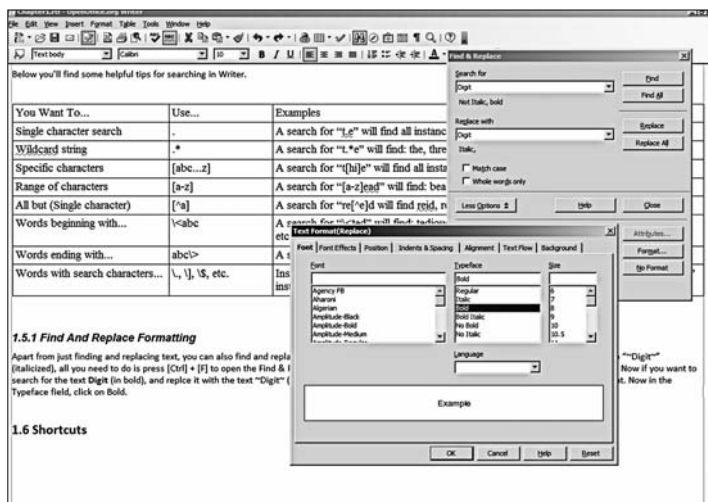 Chapter1.rtf - OpenOffice.org Writer
File Edit View Insert Format Table Tools Window Help
Text body Calibri 10 B I U
Below you'll find some helpful tips for searching in Writer.
You Want To... Use... Examples
Single character search . A search for "t.e" will find all instanc
Wildcard string .* A search for "t.*e" will find: the, thre
Specific characters [abc...z] A search for "t[hi]e" will find all insta
Range of characters [a-z] A search for "[a-z]ead" will find: bea
All but (Single character) [^a] A search for "re[^e]d will find reid, r
Words beginning with... \<abc A search for "\<tad" will find: tadiou
etc
Words ending with... abc\> A s
Words with search characters... \., \], \$, etc. Ins
inst
1.5.1 Find And Replace Formatting
Apart from just finding and replacing text, you can also find and repla
"~Digit~"
(italicized), all you need to do is press [Ctrl] + [F] to open the Find & R
Now if you want to
search for the text Digit (in bold), and replce it with the text ~Digit~ (
at. Now in the
Typeface field, click on Bold.
1.6 Shortcuts
Find & Replace
Search for
Digit
Not Italic, bold
Replace with
Digit
Italic,
Match case
Whole words only
Find
Find All
Replace
Replace All
Less Options Help Close
Attributes...
Format...
No Format
Text Format(Replace)
Font Font Effects Position Indents & Spacing Alignment Text Flow Background
Font Typeface Size
Bold
Agency FB Regular 6
Aharoni Italic 7
Algerian Bold 8
Amplitude-Black Bold Italic 9
Amplitude-Bold No Bold 10
Amplitude-Medium No Italic 10.5
Language
Example
OK Cancel Help Reset